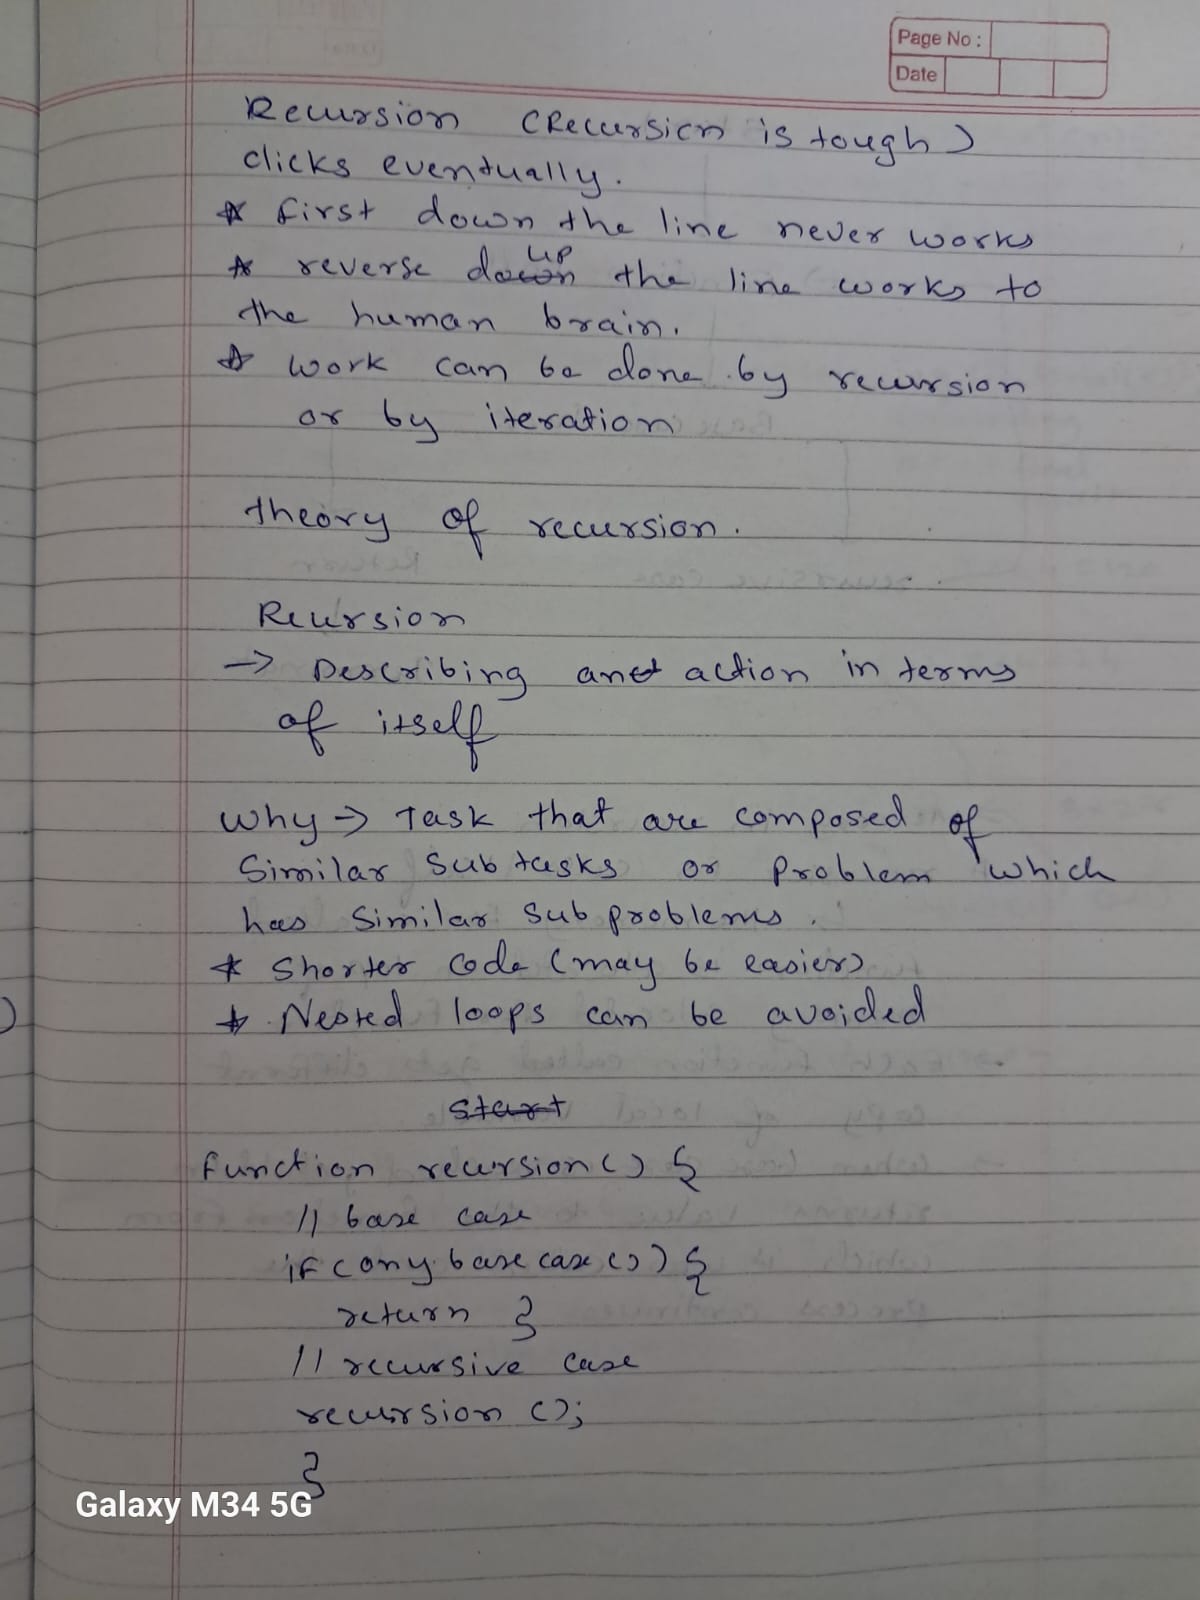 Page No :
Date
Recursion (Recursion is tough)
clicks eventually.
* first down the line never works
* reverse up the line works to
the human brain.
* work can be done by recursion
or by iteration
theory of recursion.
Reursion
-> Describing an action in terms
of itself
why -> Task that are composed of
Similar Sub tasks or problem which
has Similar Sub problems.
* Shorter code (may be easier)
* Nested loops can be avoided
start
function recursion() {
// base case
if (any base case ()) {
return }
// recursive case
recursion ();
}
Galaxy M34 5G